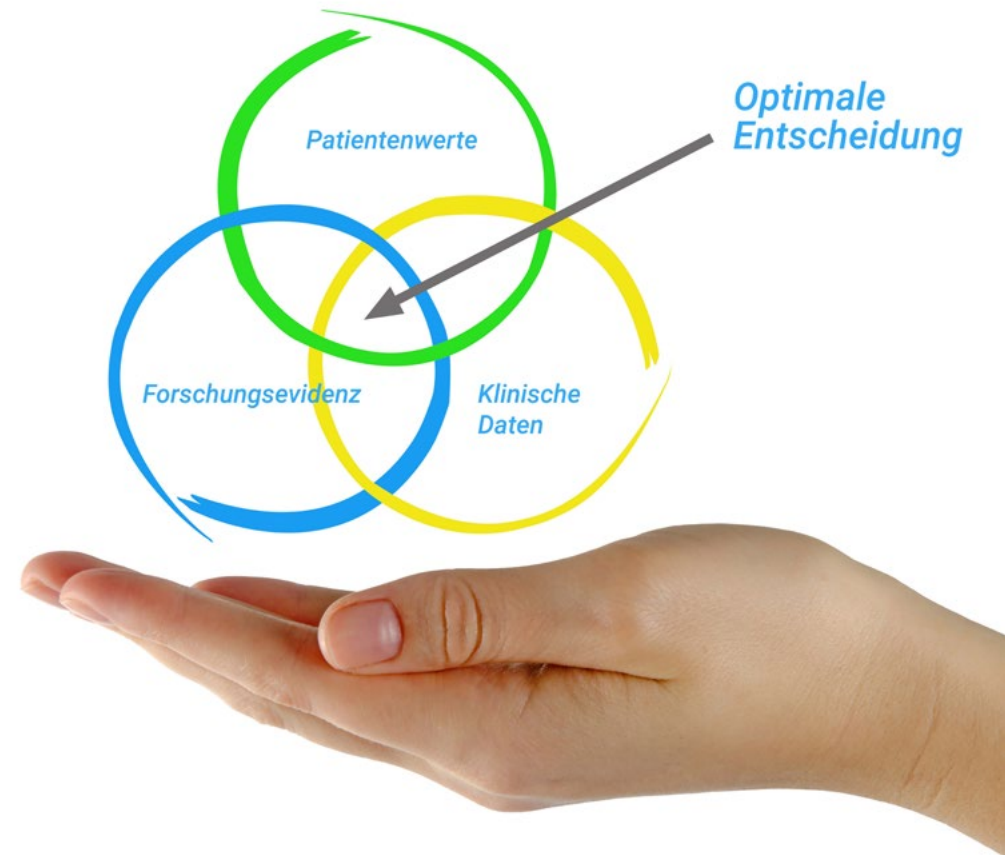 Optimale
Entscheidung
Patientenwerte
Forschungsevidenz
Klinische
Daten